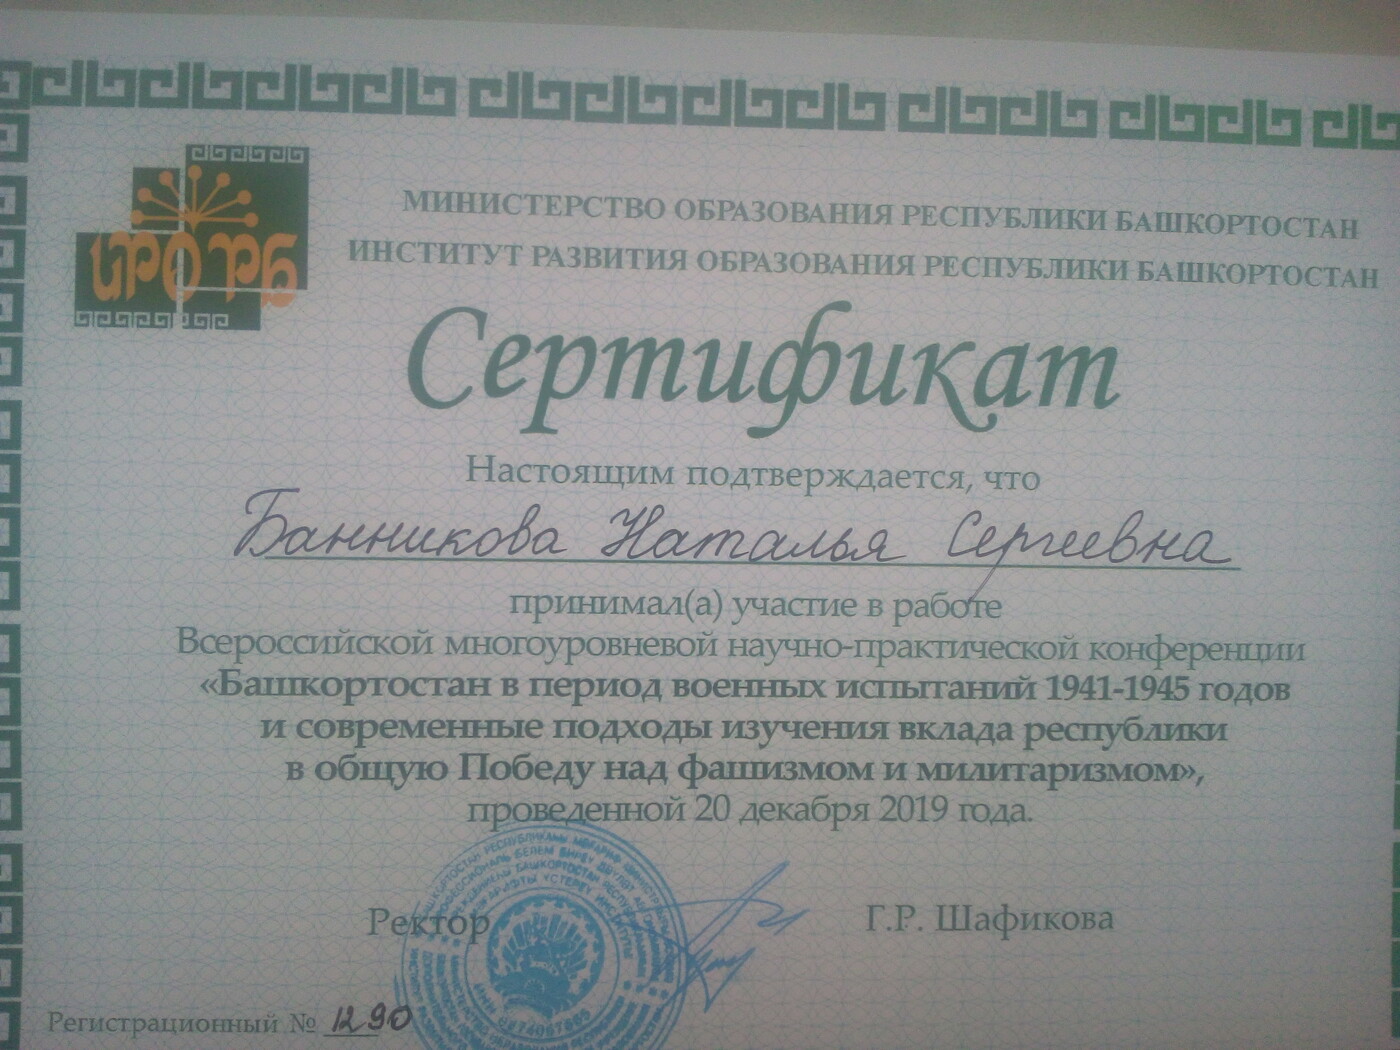 ИРО РБ
МИНИСТЕРСТВО ОБРАЗОВАНИЯ РЕСПУБЛИКИ БАШКОРТОСТАН
ИНСТИТУТ РАЗВИТИЯ ОБРАЗОВАНИЯ РЕСПУБЛИКИ БАШКОРТОСТАН
Сертификат
Настоящим подтверждается, что
Банникова Наталья Сергеевна
принимал(а) участие в работе
Всероссийской многоуровневой научно-практической конференции
«Башкортостан в период военных испытаний 1941-1945 годов
и современные подходы изучения вклада республики
в общую Победу над фашизмом и милитаризмом»,
проведенной 20 декабря 2019 года.
Ректор Г.Р. Шафикова
Регистрационный № 1290